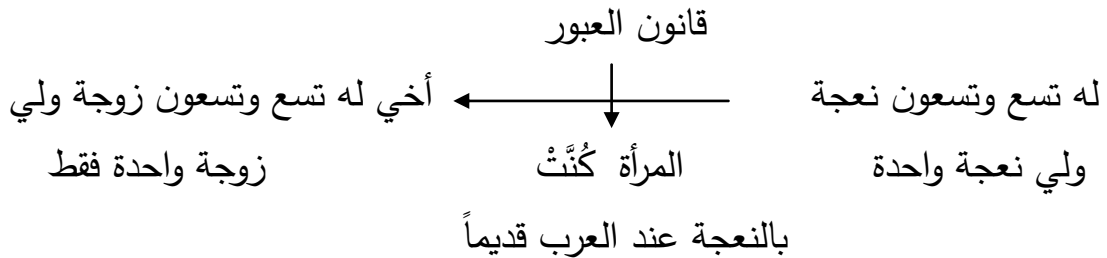 قانون العبور
له تسع وتسعون نعجة أخي له تسع وتسعون زوجة ولي
ولي نعجة واحدة المرأة كُنَّتْ زوجة واحدة فقط
بالنعجة عند العرب قديماً